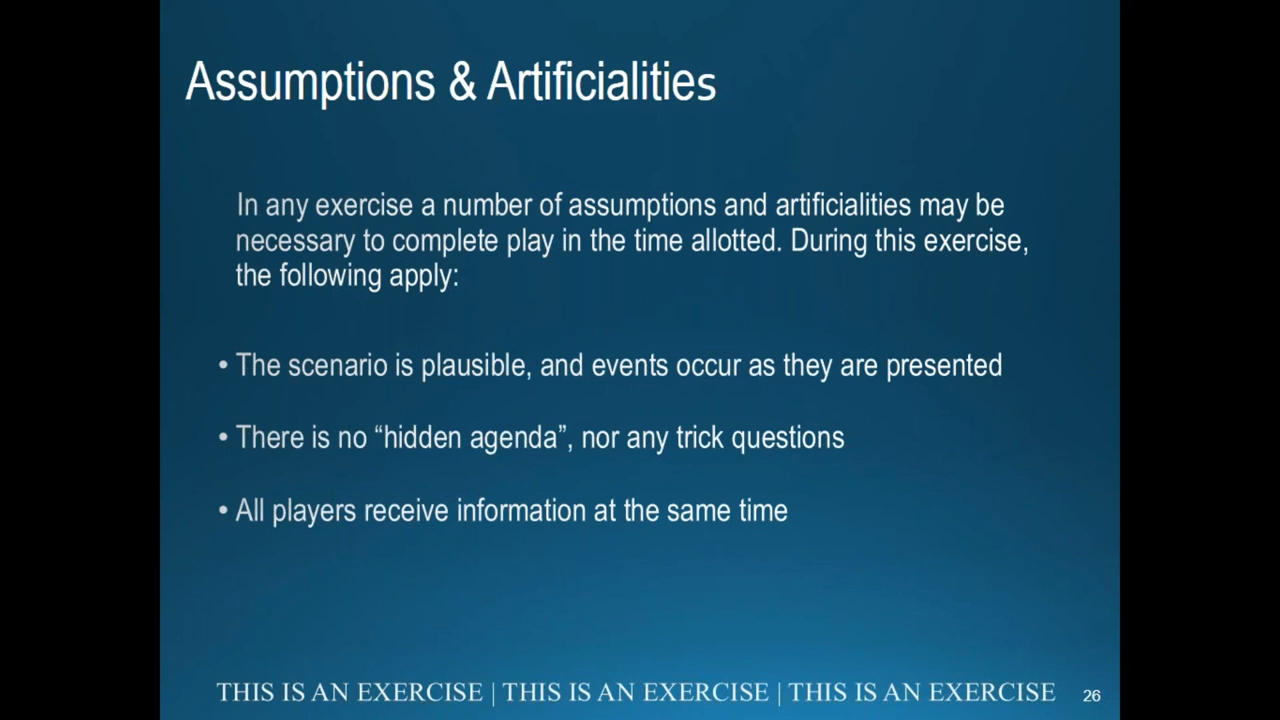 Assumptions & Artificialities
In any exercise a number of assumptions and artificialities may be
necessary to complete play in the time allotted. During this exercise,
the following apply:
• The scenario is plausible, and events occur as they are presented
• There is no “hidden agenda”, nor any trick questions
• All players receive information at the same time
THIS IS AN EXERCISE | THIS IS AN EXERCISE | THIS IS AN EXERCISE
26